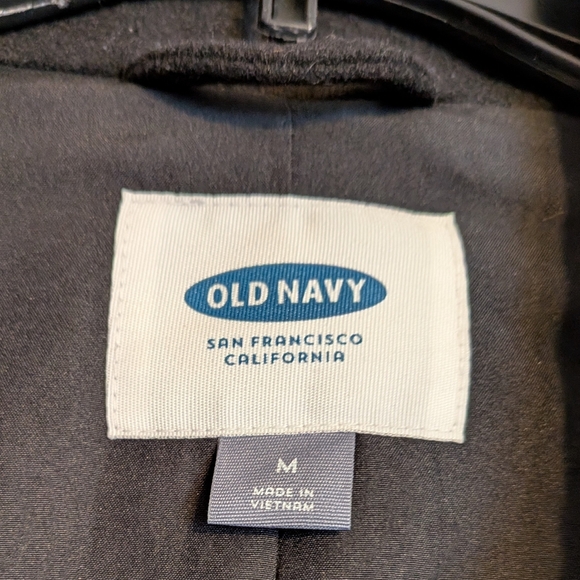 OLD NAVY
SAN FRANCISCO
CALIFORNIA
M
MADE IN
VIETNAM